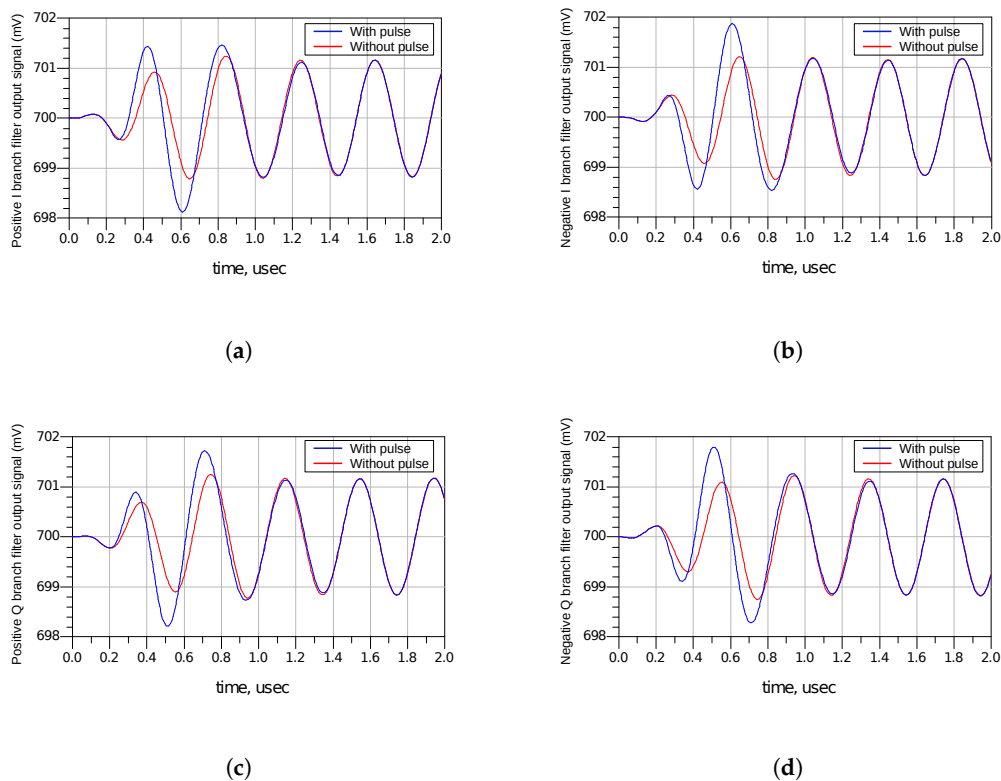 Positive I branch filter output signal (mV)
702
701
700
699
698
With pulse
Without pulse
0.0 0.2 0.4 0.6 0.8 1.0 1.2 1.4 1.6 1.8 2.0
time, usec
(a)
Negative I branch filter output signal (mV)
702
701
700
699
698
With pulse
Without pulse
0.0 0.2 0.4 0.6 0.8 1.0 1.2 1.4 1.6 1.8 2.0
time, usec
(b)
Positive Q branch filter output signal (mV)
702
701
700
699
698
With pulse
Without pulse
0.0 0.2 0.4 0.6 0.8 1.0 1.2 1.4 1.6 1.8 2.0
time, usec
(c)
Negative Q branch filter output signal (mV)
702
701
700
699
698
With pulse
Without pulse
0.0 0.2 0.4 0.6 0.8 1.0 1.2 1.4 1.6 1.8 2.0
time, usec
(d)